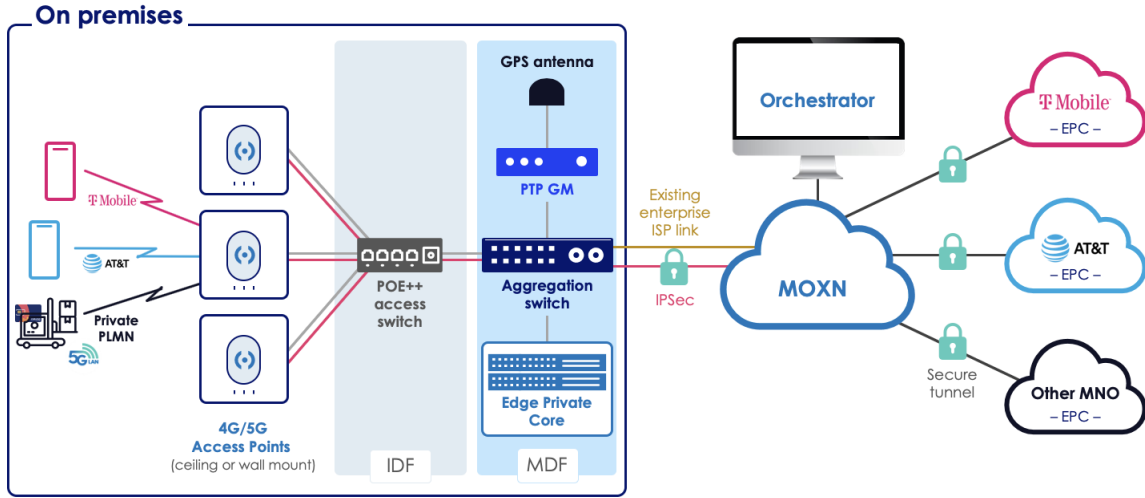 On premises
GPS antenna
PTP GM
T Mobile
AT&T
Private
PLMN
5G LAN
4G/5G
Access Points
(ceiling or wall mount)
POE++
access
switch
IDF
Aggregation
switch
Edge Private
Core
MDF
Existing
enterprise
ISP link
IPSec
Orchestrator
MOXN
Secure
tunnel
T Mobile
– EPC –
AT&T
– EPC –
Other MNO
– EPC –